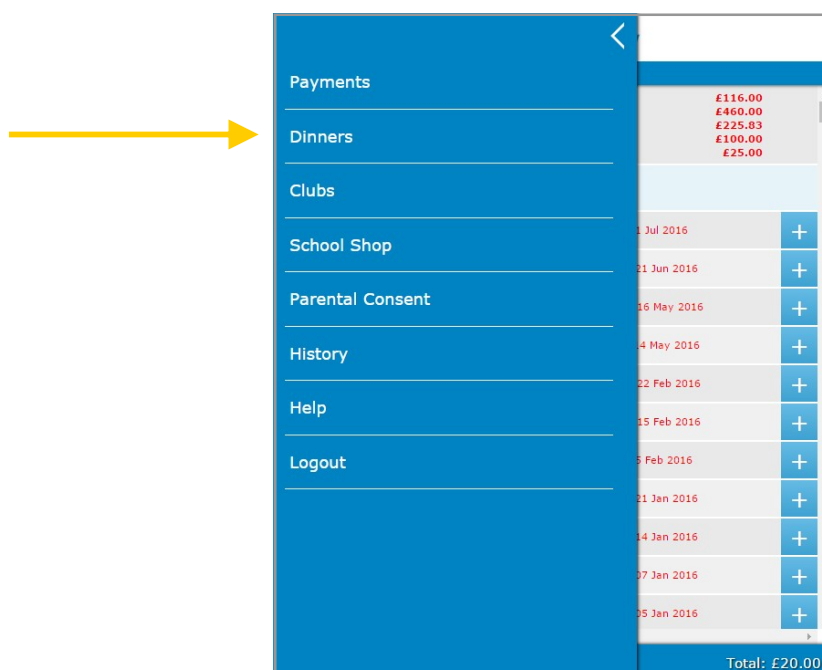 Payments
Dinners
Clubs
School Shop
Parental Consent
History
Help
Logout
£116.00
£460.00
£225.83
£100.00
£25.00
Jul 2016 +
21 Jun 2016 +
16 May 2016 +
4 May 2016 +
22 Feb 2016 +
15 Feb 2016 +
Feb 2016 +
21 Jan 2016 +
14 Jan 2016 +
07 Jan 2016 +
05 Jan 2016 +
Total: £20.00